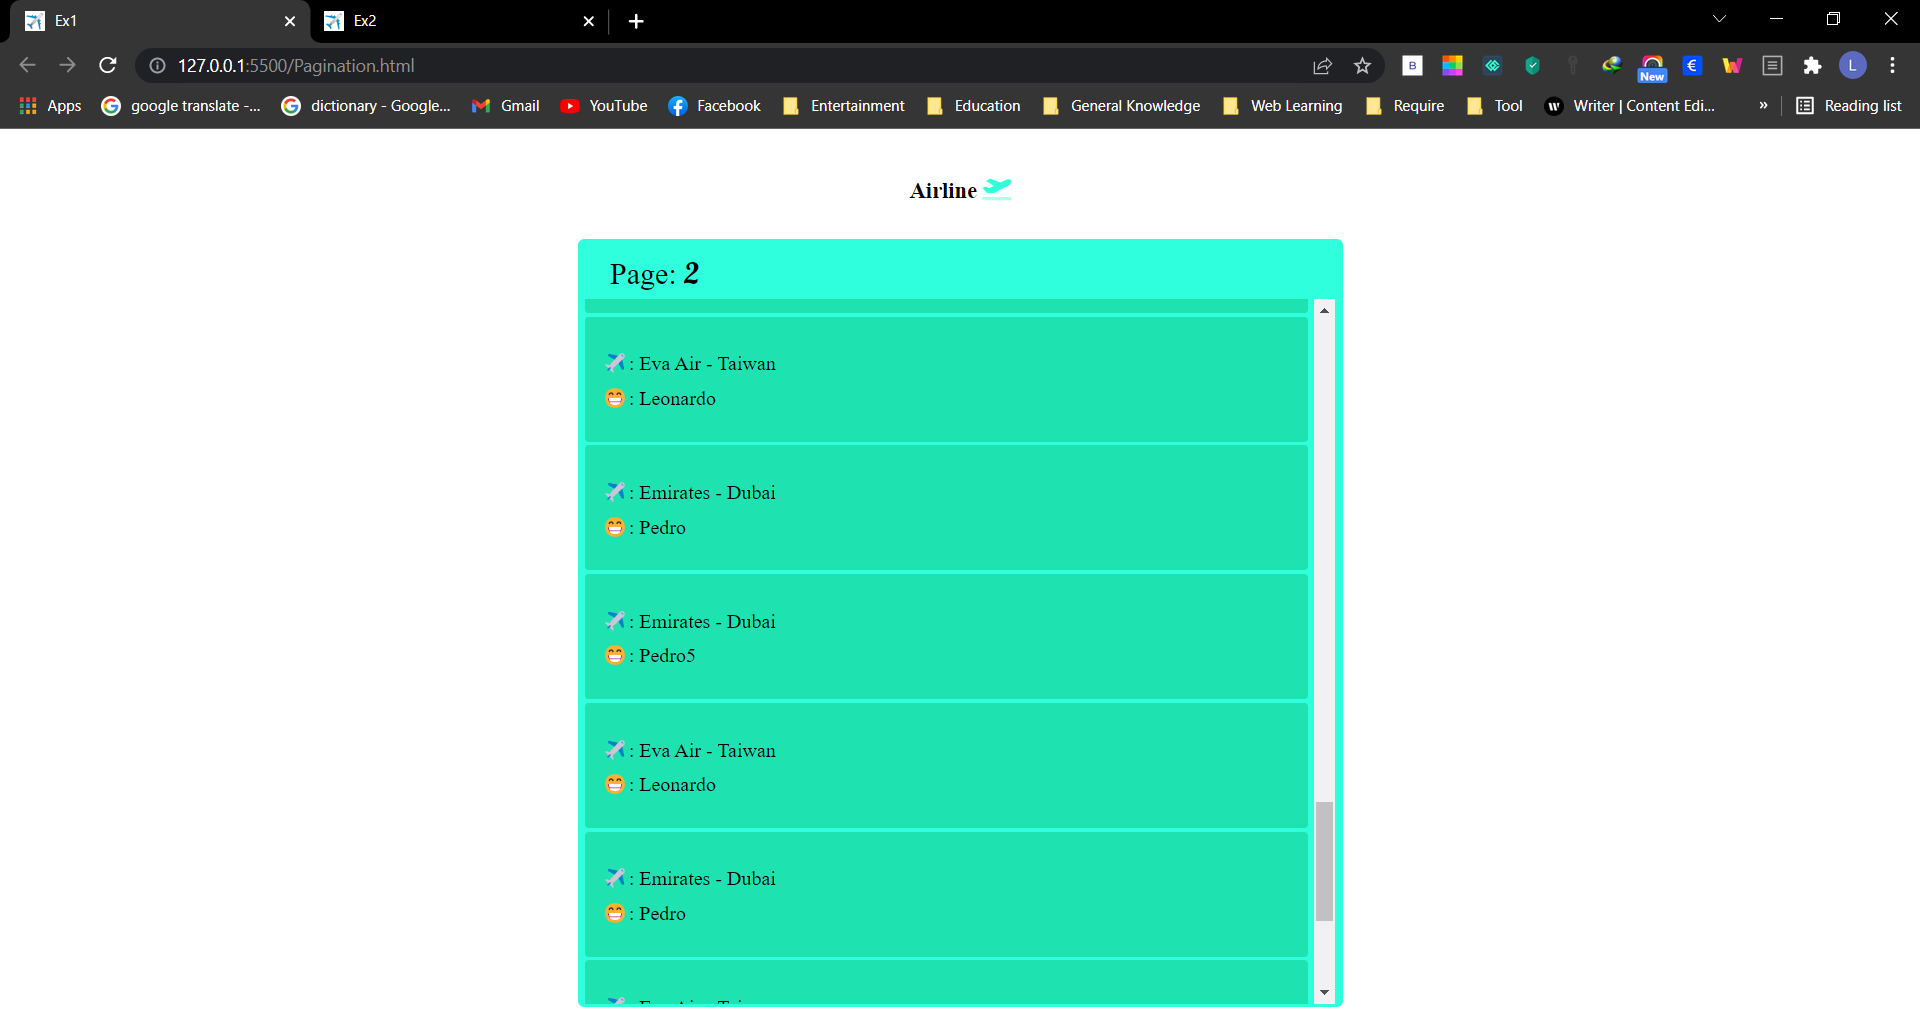 Ex1
Ex2
127.0.0.1:5500/Pagination.html
B
New
€
L
Apps
google translate -...
dictionary - Google...
Gmail
YouTube
Facebook
Entertainment
Education
General Knowledge
Web Learning
Require
Tool
Writer | Content Edi...
»
Reading list
Airline
Page: 2
: Eva Air - Taiwan
: Leonardo
: Emirates - Dubai
: Pedro
: Emirates - Dubai
: Pedro5
: Eva Air - Taiwan
: Leonardo
: Emirates - Dubai
: Pedro